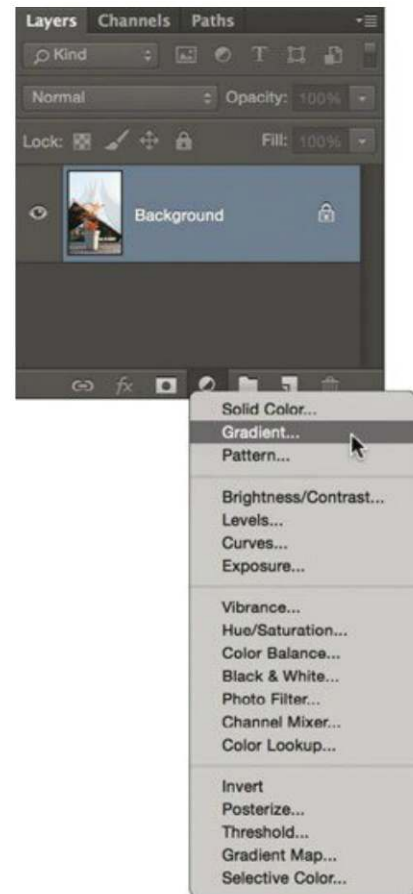 Layers Channels Paths
Kind
Normal Opacity: 100%
Lock: Fill: 100%
Background
fx
Solid Color...
Gradient...
Pattern...
Brightness/Contrast...
Levels...
Curves...
Exposure...
Vibrance...
Hue/Saturation...
Color Balance...
Black & White...
Photo Filter...
Channel Mixer...
Color Lookup...
Invert
Posterize...
Threshold...
Gradient Map...
Selective Color...